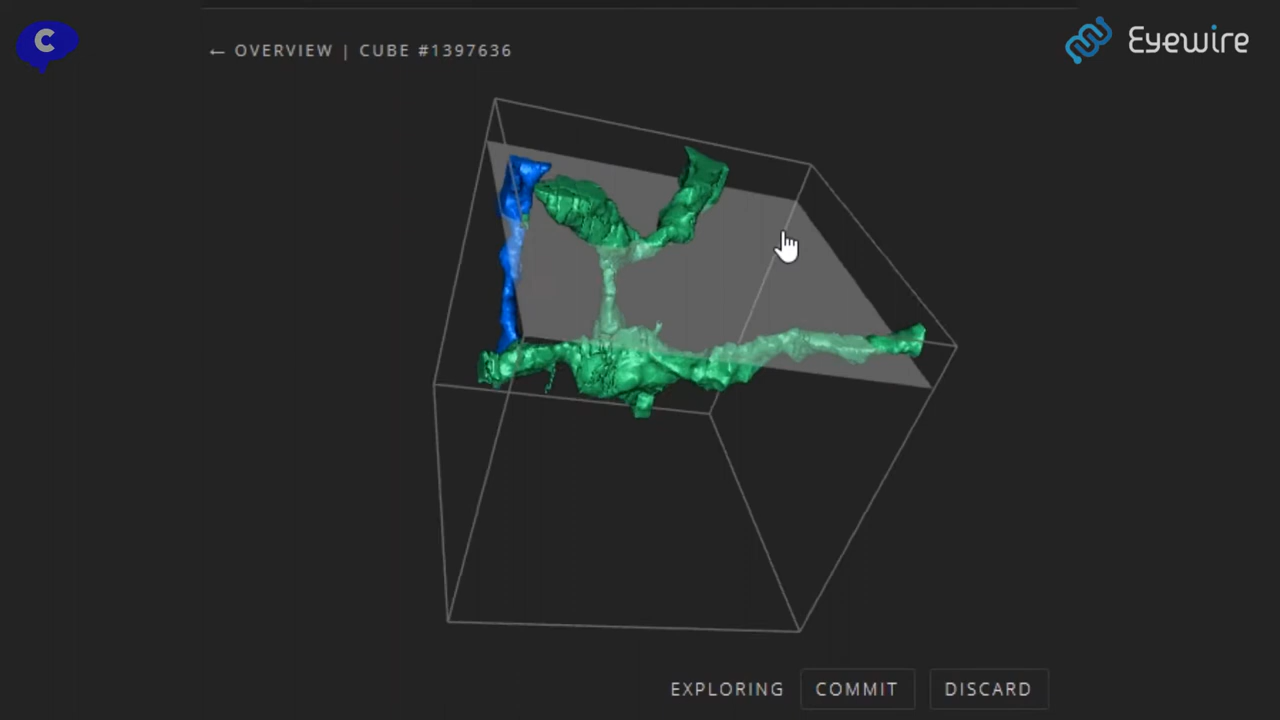 C
Eyewire
← OVERVIEW | CUBE #1397636
EXPLORING COMMIT DISCARD